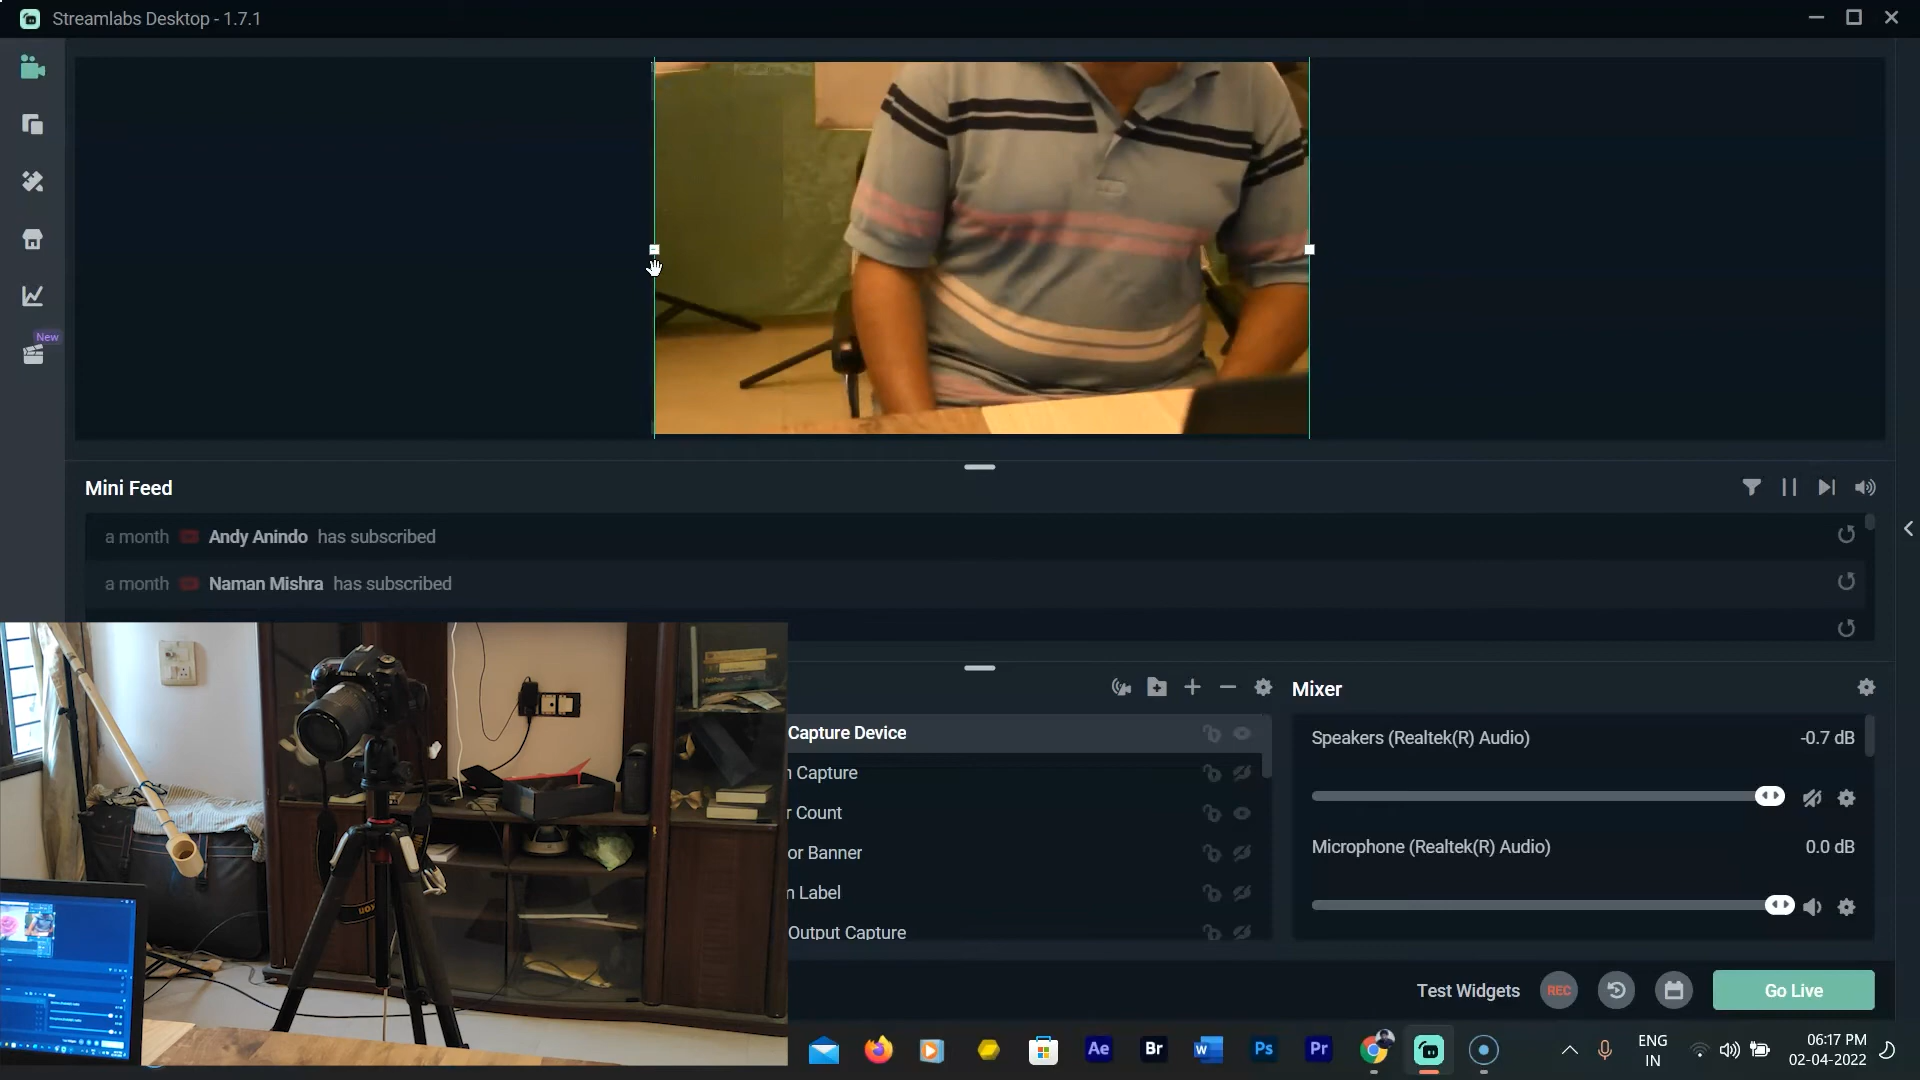 Streamlabs Desktop - 1.7.1
New
Mini Feed
a month Andy Anindo has subscribed
a month Naman Mishra has subscribed
Capture Device
n Capture
r Count
or Banner
n Label
Output Capture
Mixer
Speakers (Realtek(R) Audio) -0.7 dB
Microphone (Realtek(R) Audio) 0.0 dB
Test Widgets REC Go Live
Ae Br W Ps Pr
ENG
IN
06:17 PM
02-04-2022